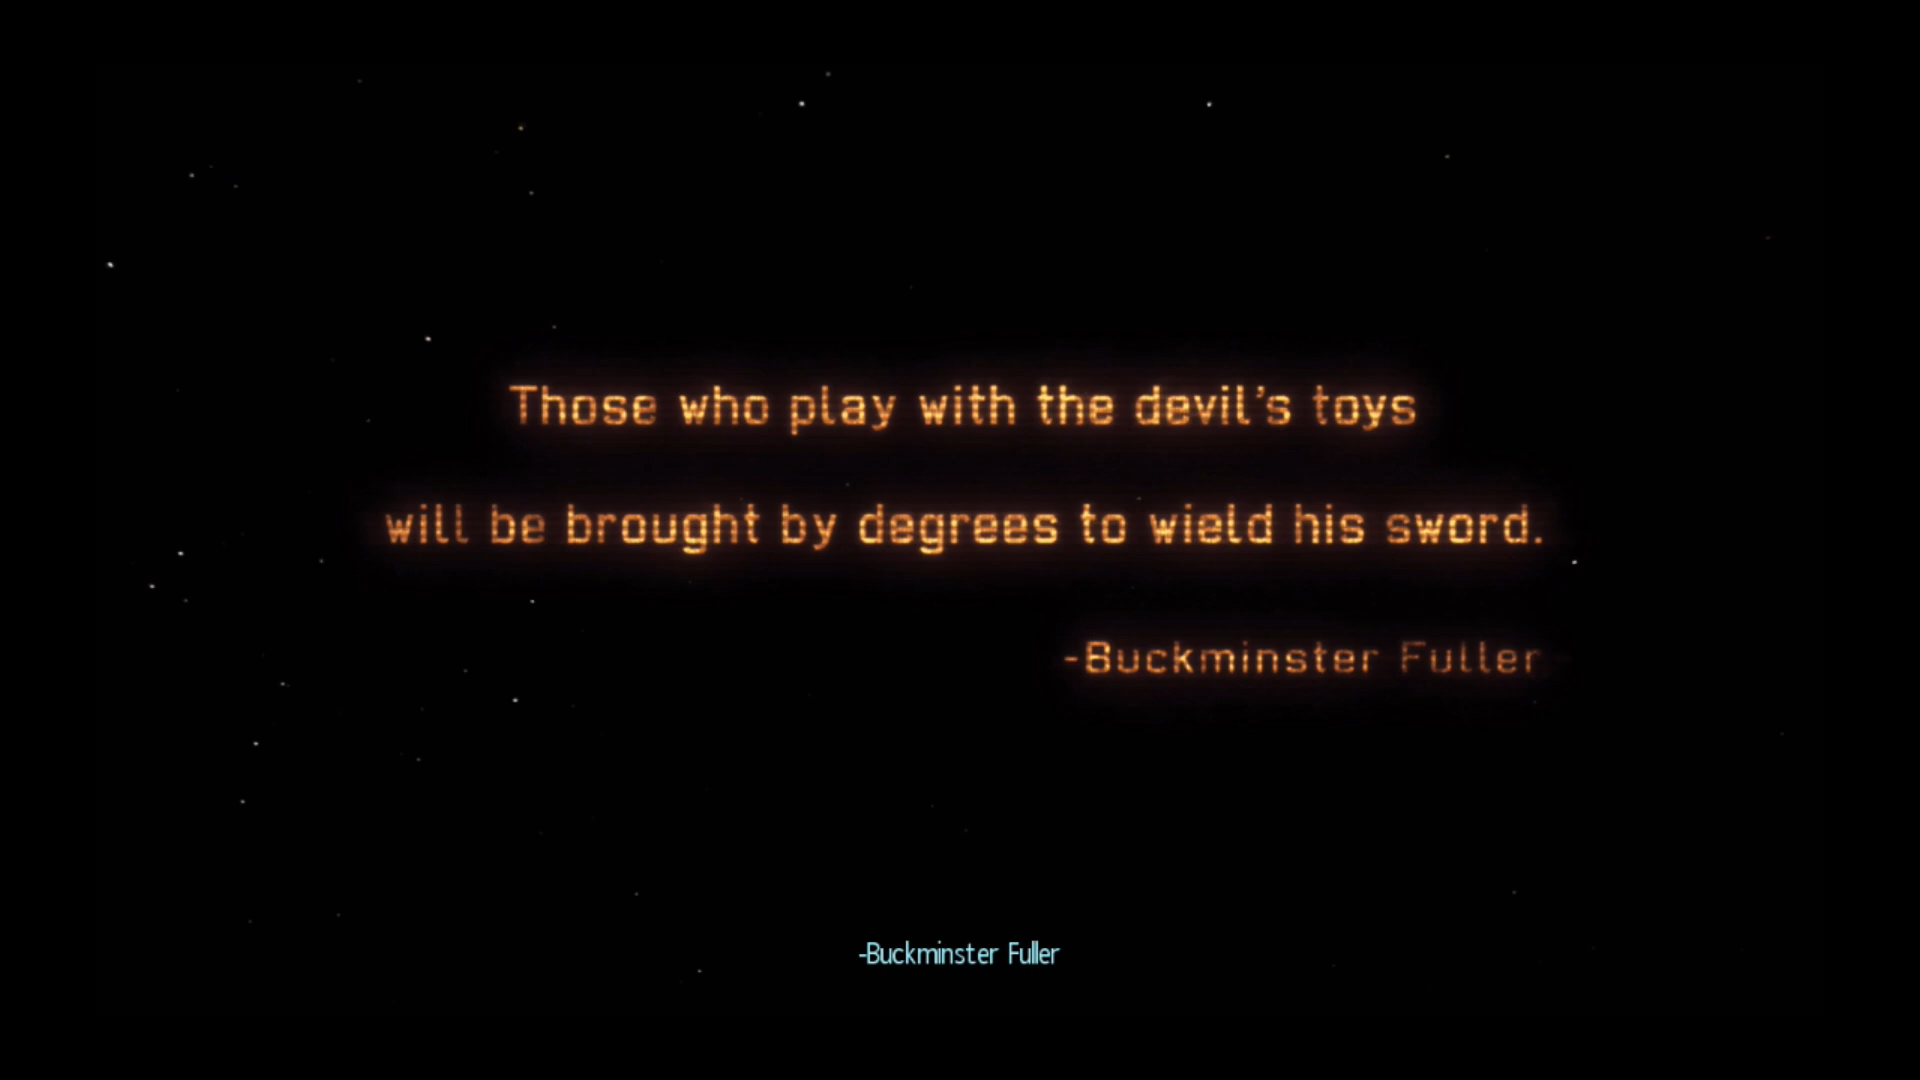 Those who play with the devil's toys
will be brought by degrees to wield his sword.
-Buckminster Fuller
-Buckminster Fuller